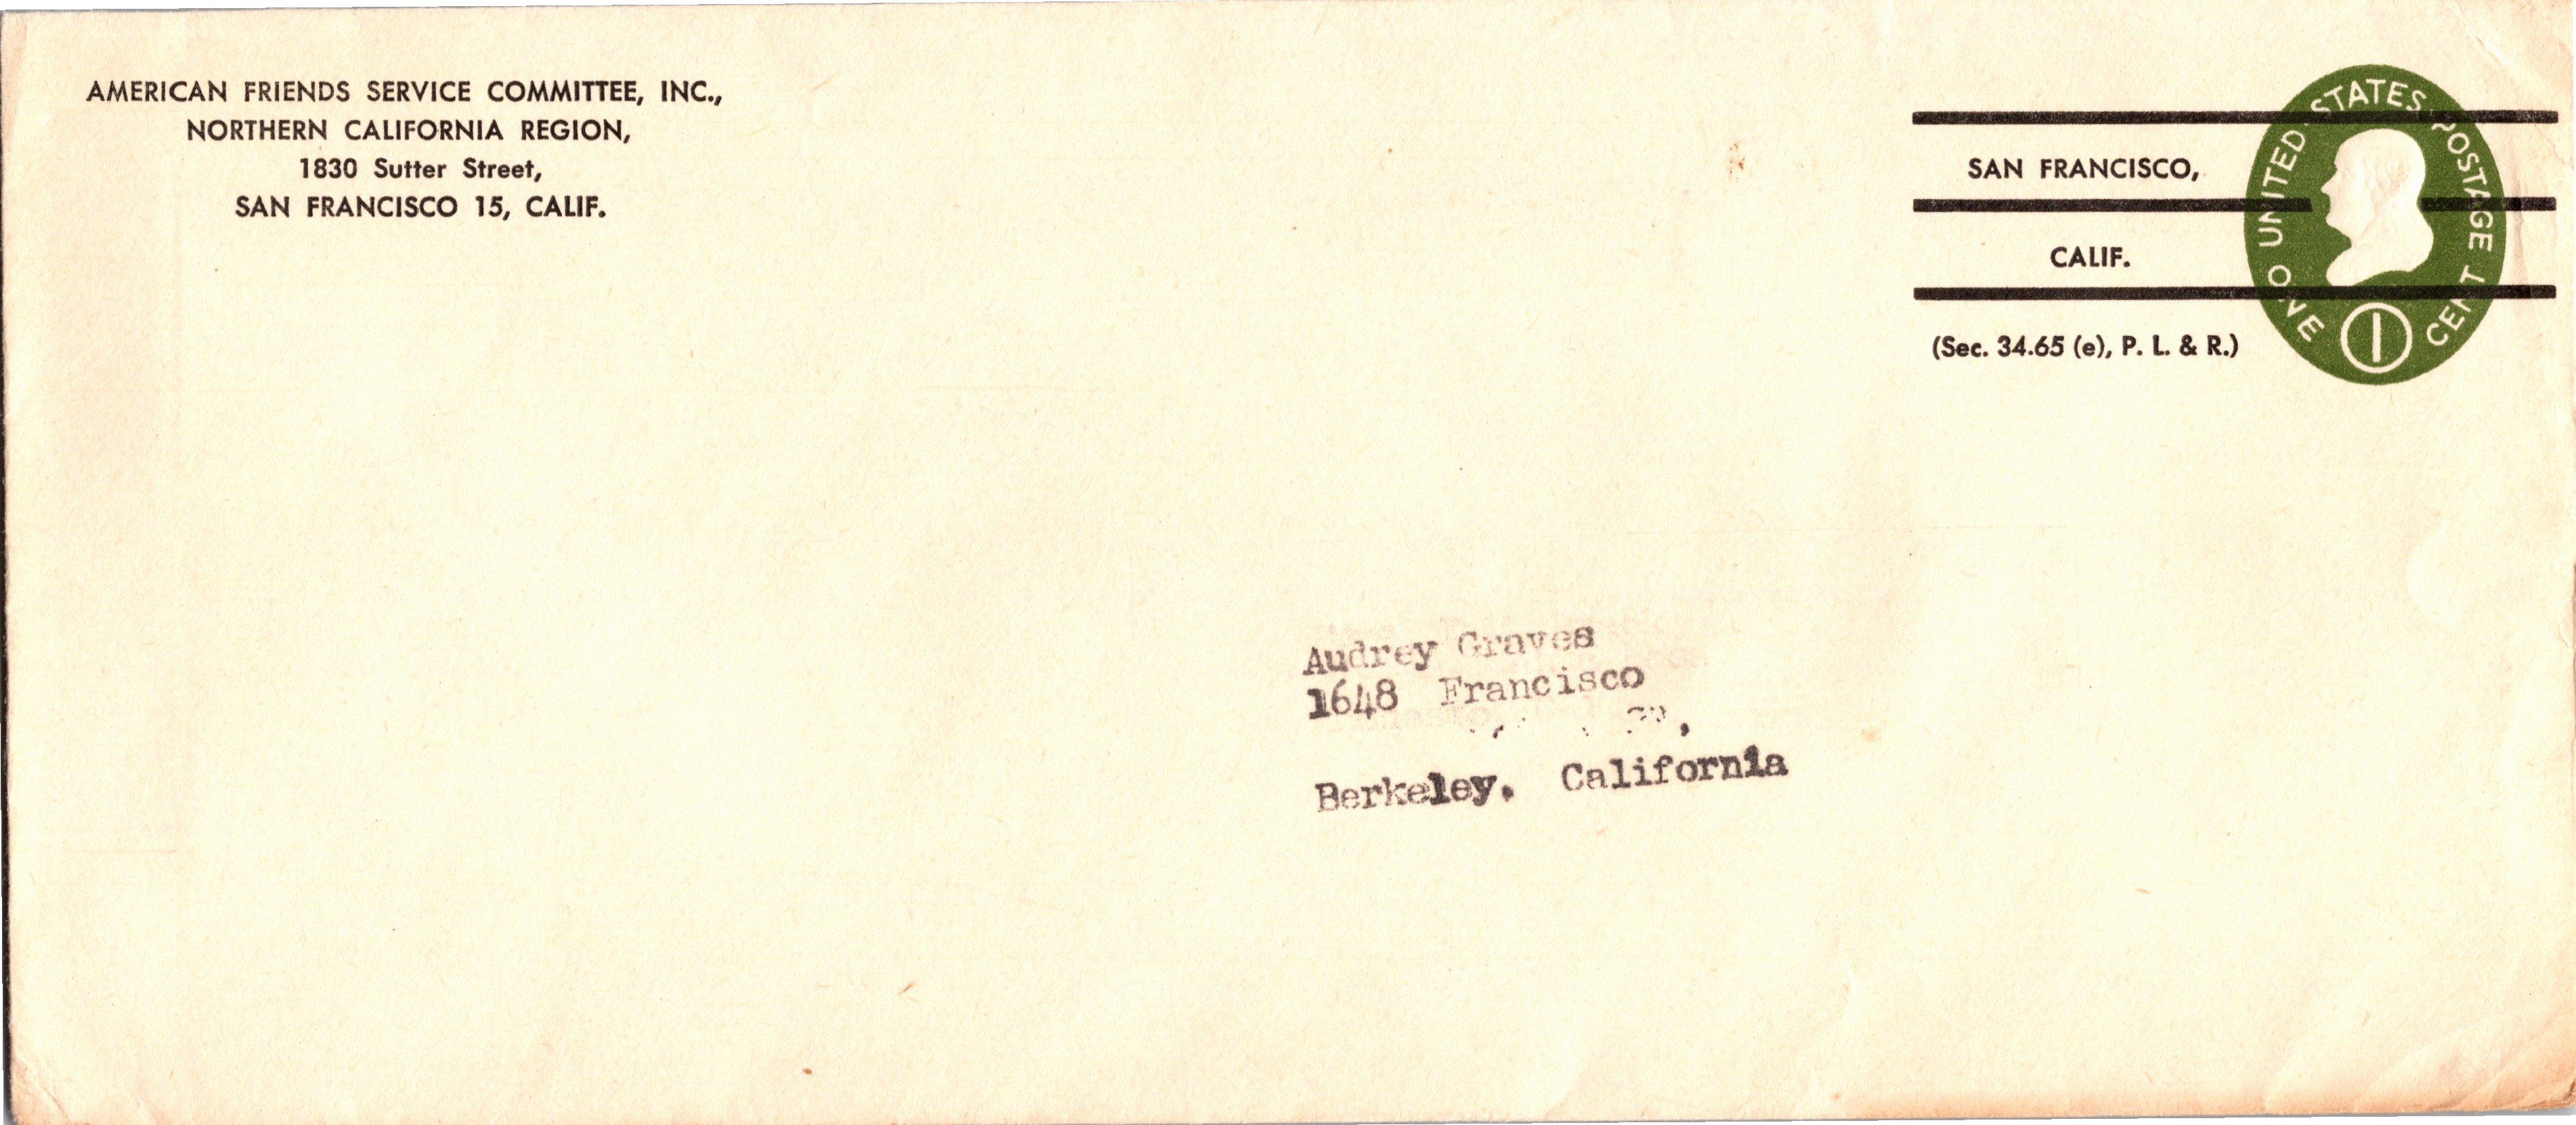 AMERICAN FRIENDS SERVICE COMMITTEE, INC.,
NORTHERN CALIFORNIA REGION,
1830 Sutter Street,
SAN FRANCISCO 15, CALIF.
SAN FRANCISCO,
CALIF.
(Sec. 34.65 (e), P. L. & R.)
UNITED STATES POSTAGE
ONE CENT
1
Audrey Graves
1648 Francisco
Berkeley, California